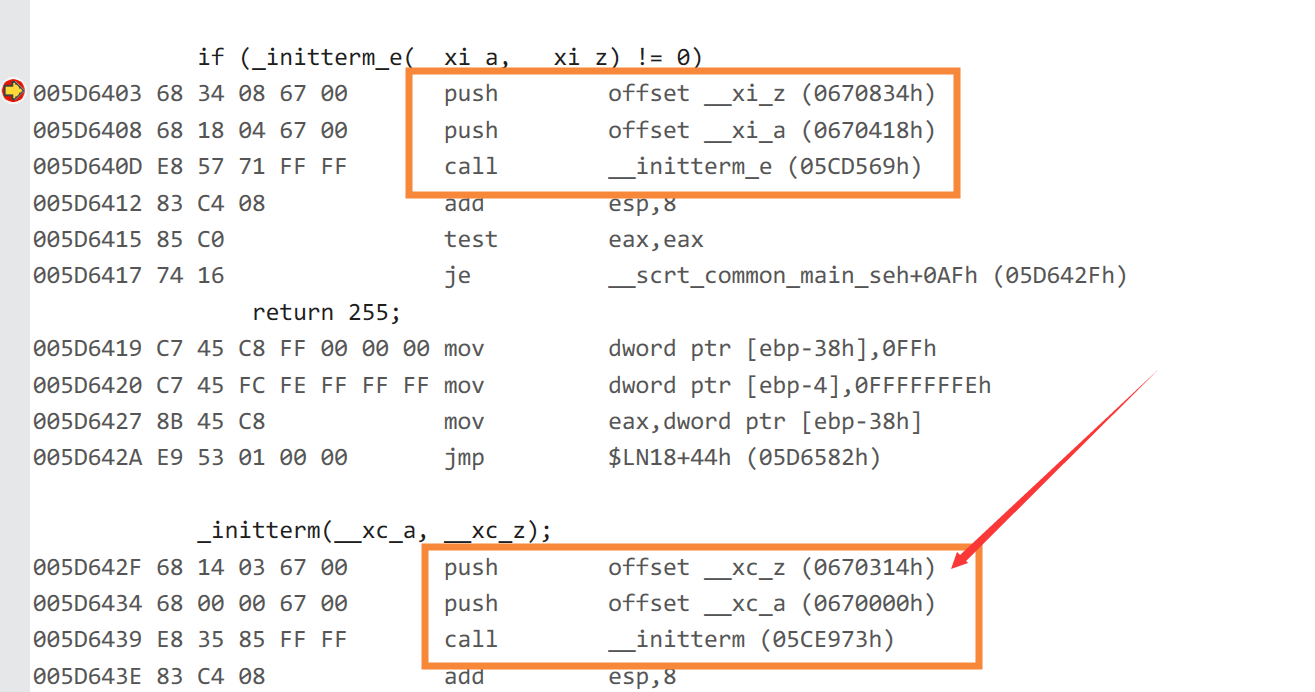 if (_initterm_e(__xi_a, __xi_z) != 0)
005D6403 68 34 08 67 00 push offset __xi_z (0670834h)
005D6408 68 18 04 67 00 push offset __xi_a (0670418h)
005D640D E8 57 71 FF FF call __initterm_e (05CD569h)
005D6412 83 C4 08 add esp,8
005D6415 85 C0 test eax,eax
005D6417 74 16 je __scrt_common_main_seh+0AFh (05D642Fh)
return 255;
005D6419 C7 45 C8 FF 00 00 00 mov dword ptr [ebp-38h],0FFh
005D6420 C7 45 FC FE FF FF FF mov dword ptr [ebp-4],0FFFFFFFEh
005D6427 8B 45 C8 mov eax,dword ptr [ebp-38h]
005D642A E9 53 01 00 00 jmp $LN18+44h (05D6582h)
_initterm(__xc_a, __xc_z);
005D642F 68 14 03 67 00 push offset __xc_z (0670314h)
005D6434 68 00 00 67 00 push offset __xc_a (0670000h)
005D6439 E8 35 85 FF FF call __initterm (05CE973h)
005D643E 83 C4 08 add esp,8